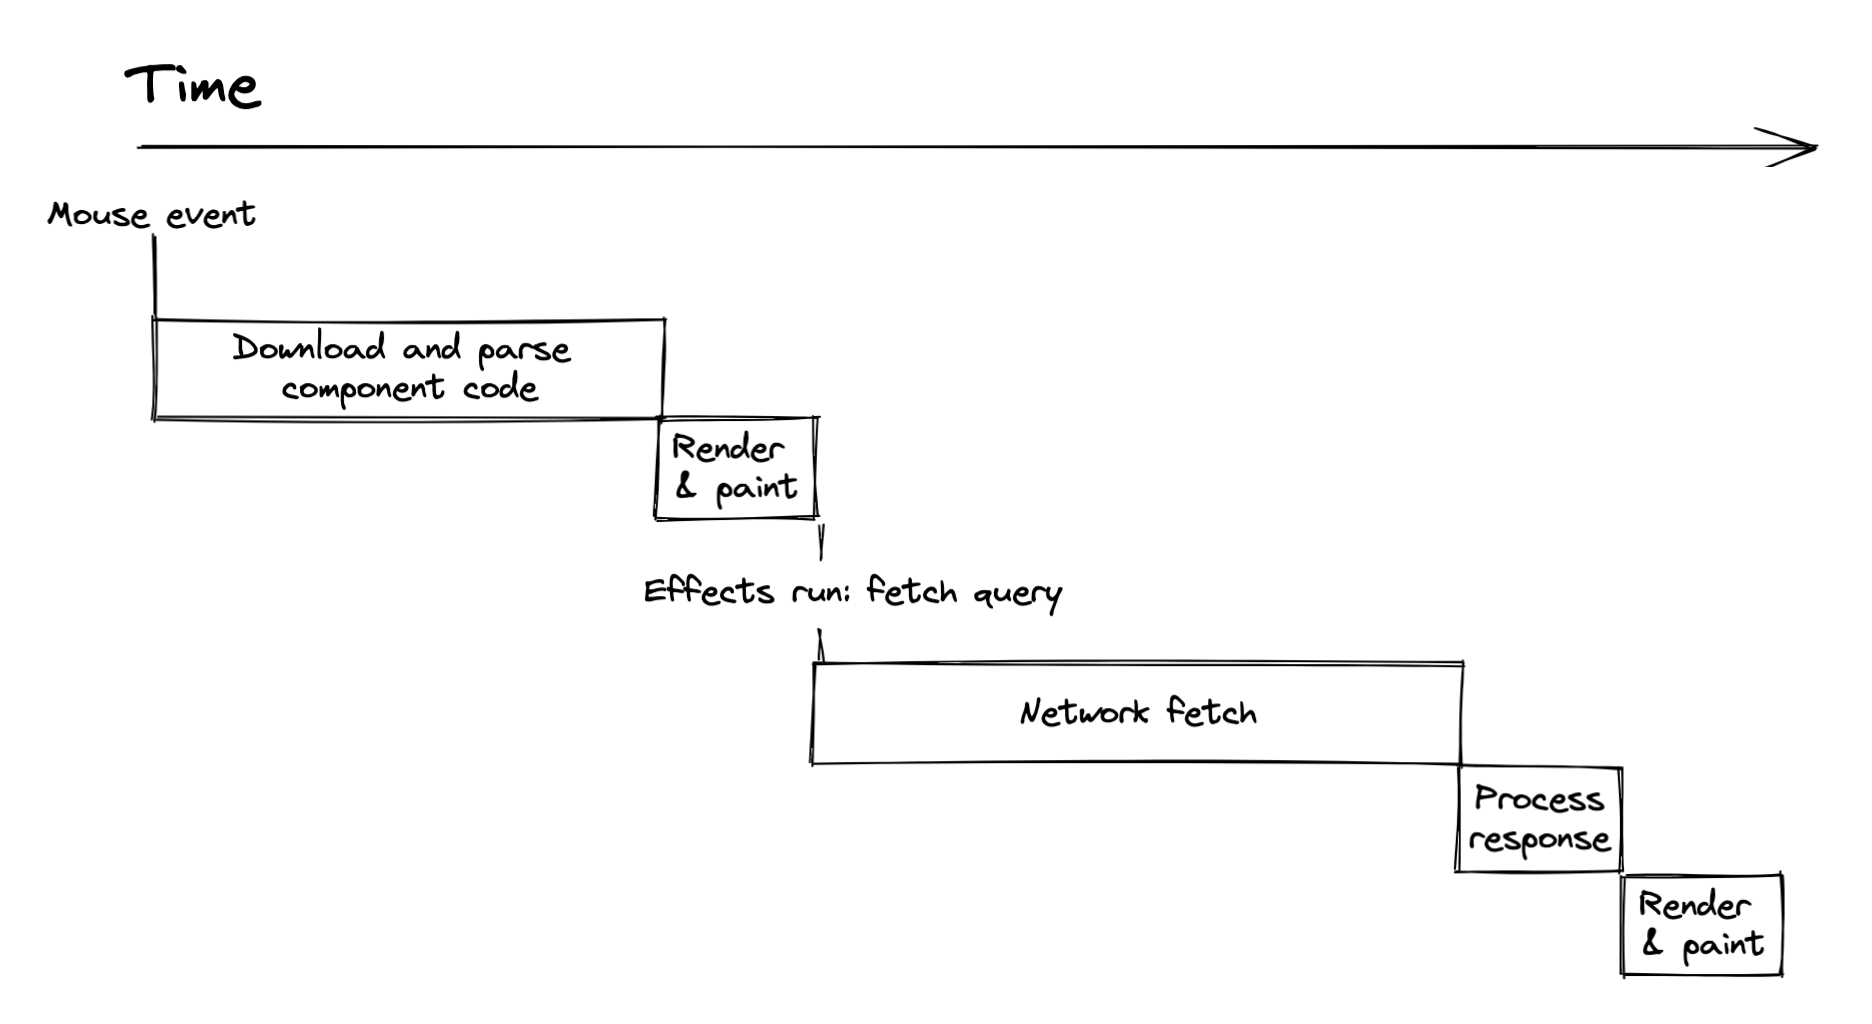 Time
Mouse event
Download and parse
component code
Render
& paint
Effects run: fetch query
Network fetch
Process
response
Render
& paint